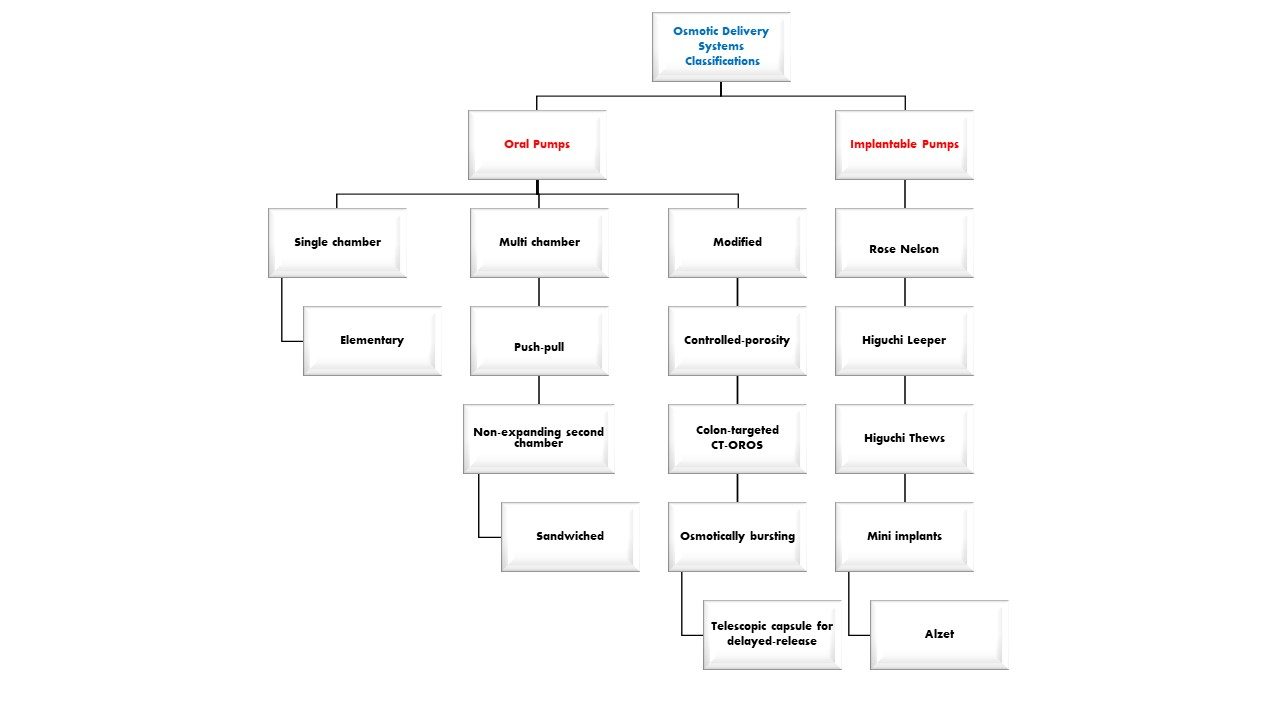 Osmotic Delivery
Systems
Classifications
Oral Pumps
Implantable Pumps
Single chamber
Multi chamber
Modified
Rose Nelson
Elementary
Push-pull
Controlled-porosity
Higuchi Leeper
Non-expanding second
chamber
Colon-targeted
CT-OROS
Higuchi Thews
Sandwiched
Osmotically bursting
Mini implants
Telescopic capsule for
delayed-release
Alzet